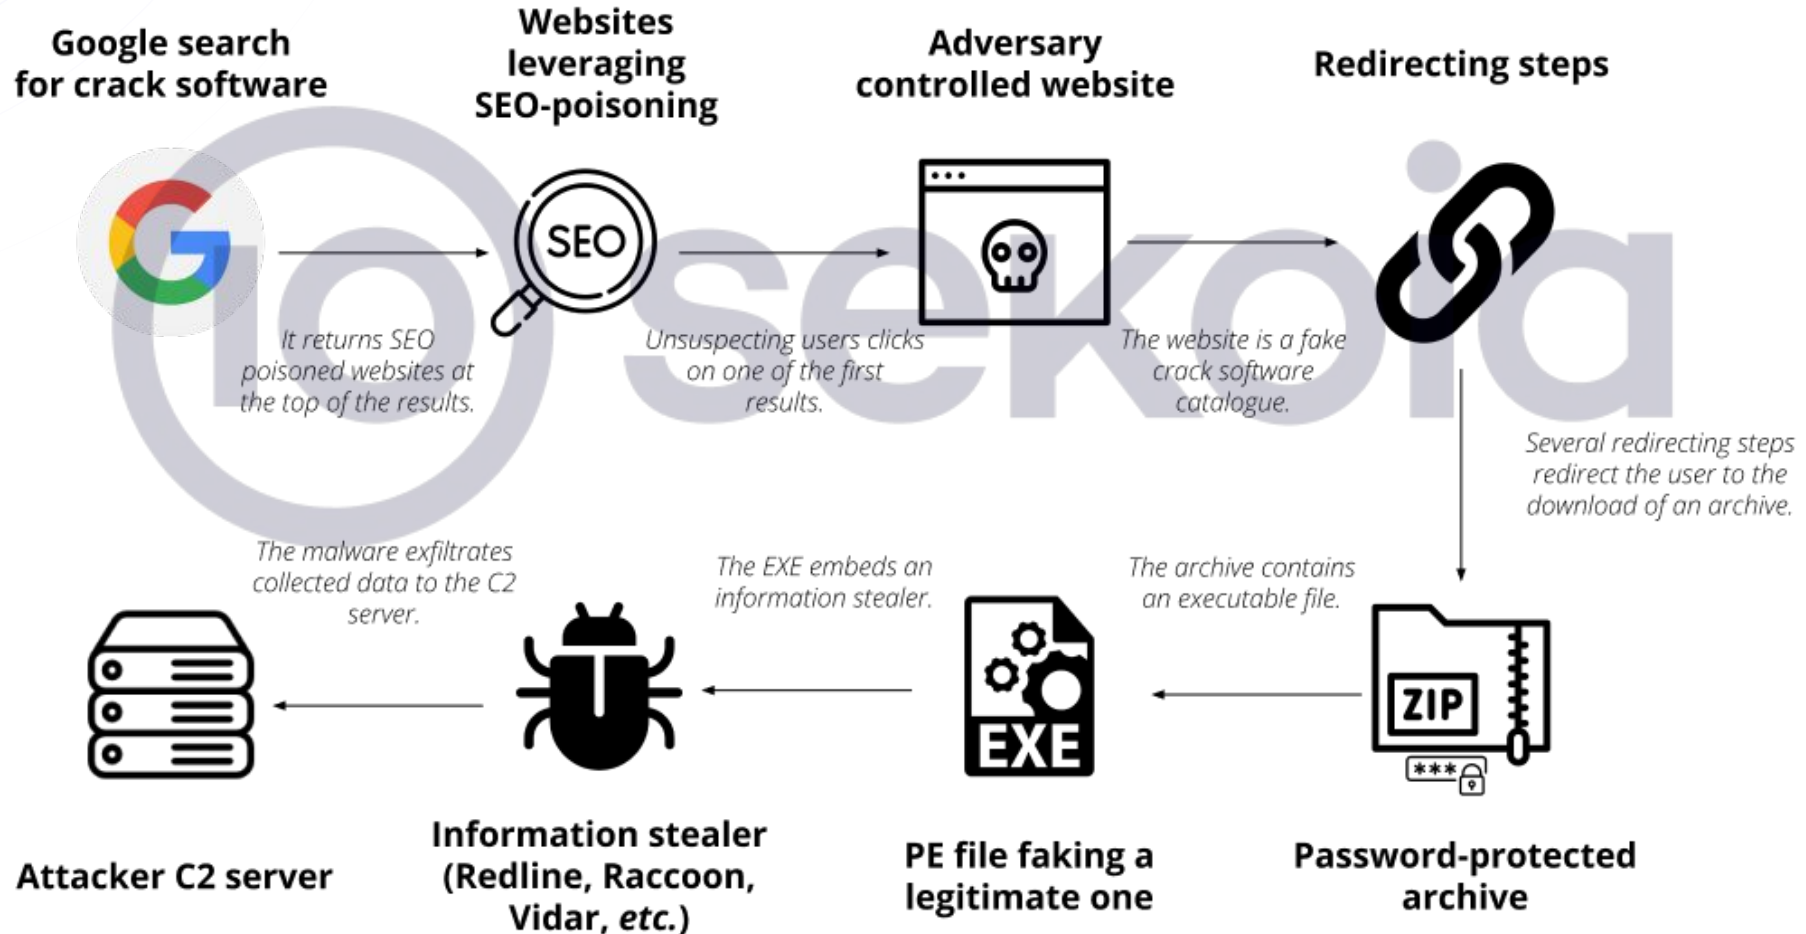 Google search
for crack software
Websites
leveraging
SEO-poisoning
Adversary
controlled website
Redirecting steps
SEO
It returns SEO
poisoned websites at
the top of the results.
Unsuspecting users clicks
on one of the first
results.
The website is a fake
crack software
catalogue.
Several redirecting steps
redirect the user to the
download of an archive.
sekoia
The malware exfiltrates
collected data to the C2
server.
The EXE embeds an
information stealer.
The archive contains
an executable file.
EXE
ZIP
***
Attacker C2 server
Information stealer
(Redline, Raccoon,
Vidar, etc.)
PE file faking a
legitimate one
Password-protected
archive